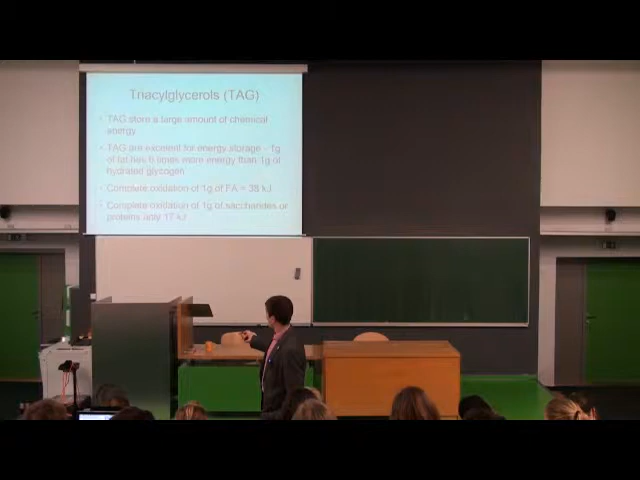 Triacylglycerols (TAG)
• TAG store a large amount of chemical
energy
• TAG are excellent for energy storage - 1g
of fat has 6 times more energy than 1g of
hydrated glycogen
• Complete oxidation of 1g of FA = 38 kJ
• Complete oxidation of 1g of saccharides or
proteins only 17 kJ